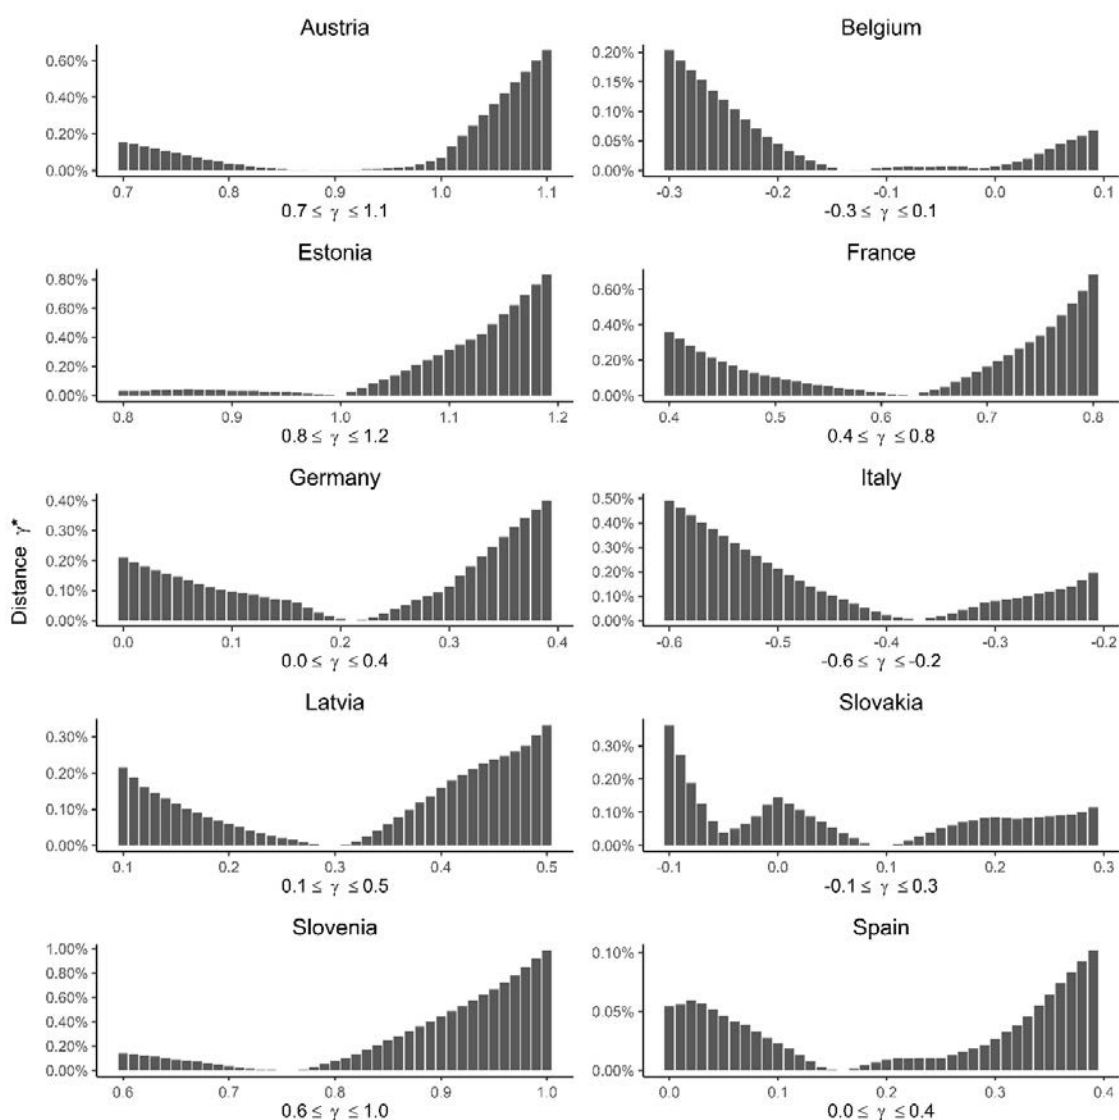 Austria
0.60%
0.40%
0.20%
0.00%
0.7 0.8 0.9 1.0 1.1
0.7 ≤ γ ≤ 1.1
Belgium
0.20%
0.15%
0.10%
0.05%
0.00%
-0.3 -0.2 -0.1 0.0 0.1
-0.3 ≤ γ ≤ 0.1
Estonia
0.80%
0.60%
0.40%
0.20%
0.00%
0.8 0.9 1.0 1.1 1.2
0.8 ≤ γ ≤ 1.2
France
0.60%
0.40%
0.20%
0.00%
0.4 0.5 0.6 0.7 0.8
0.4 ≤ γ ≤ 0.8
Distance γ*
Germany
0.40%
0.30%
0.20%
0.10%
0.00%
0.0 0.1 0.2 0.3 0.4
0.0 ≤ γ ≤ 0.4
Italy
0.50%
0.40%
0.30%
0.20%
0.10%
0.00%
-0.6 -0.5 -0.4 -0.3 -0.2
-0.6 ≤ γ ≤ -0.2
Latvia
0.30%
0.20%
0.10%
0.00%
0.1 0.2 0.3 0.4 0.5
0.1 ≤ γ ≤ 0.5
Slovakia
0.30%
0.20%
0.10%
0.00%
-0.1 0.0 0.1 0.2 0.3
-0.1 ≤ γ ≤ 0.3
Slovenia
1.00%
0.80%
0.60%
0.40%
0.20%
0.00%
0.6 0.7 0.8 0.9 1.0
0.6 ≤ γ ≤ 1.0
Spain
0.10%
0.05%
0.00%
0.0 0.1 0.2 0.3 0.4
0.0 ≤ γ ≤ 0.4